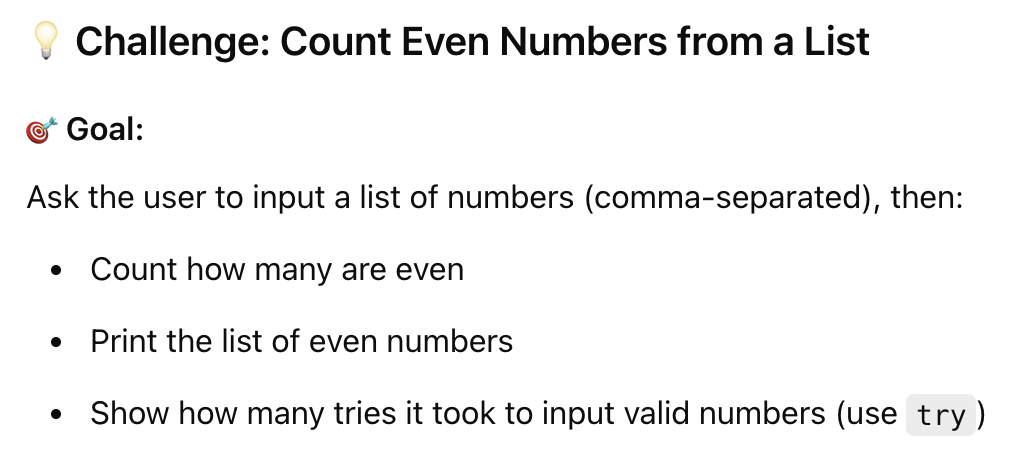 💡 Challenge: Count Even Numbers from a List
🎯 Goal:
Ask the user to input a list of numbers (comma-separated), then:
• Count how many are even
• Print the list of even numbers
• Show how many tries it took to input valid numbers (use try)